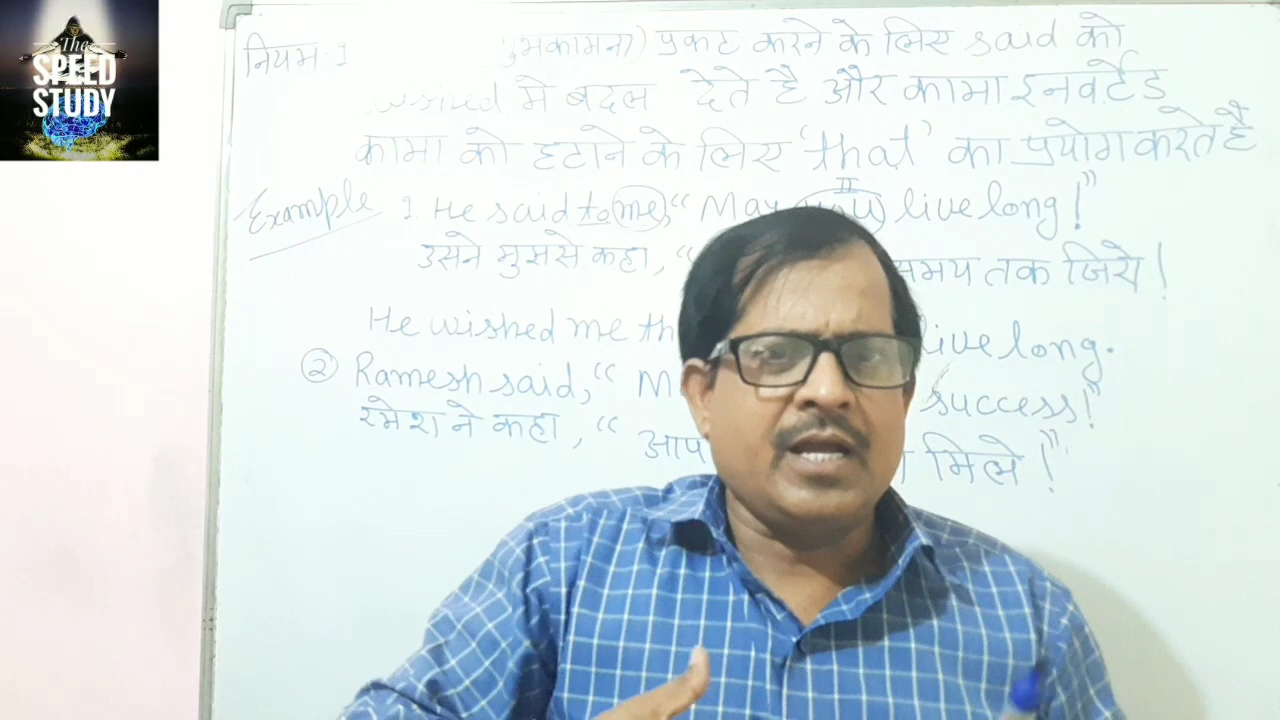 The
SPEED
STUDY
नियम-1 शुभकामना) प्रकट करने के लिए said को
wished मे बदल देते है और कामा इनवर्टेड
कामा को हटाने के लिए 'that' का प्रयोग करते है
Example 1. He said to me, “May you live long!”
II
उसने मुझसे कहा, “ समय तक जिये!
He wished me th live long.
② Ramesh said, “M success!”
रमेश ने कहा, “ आप मिले!”